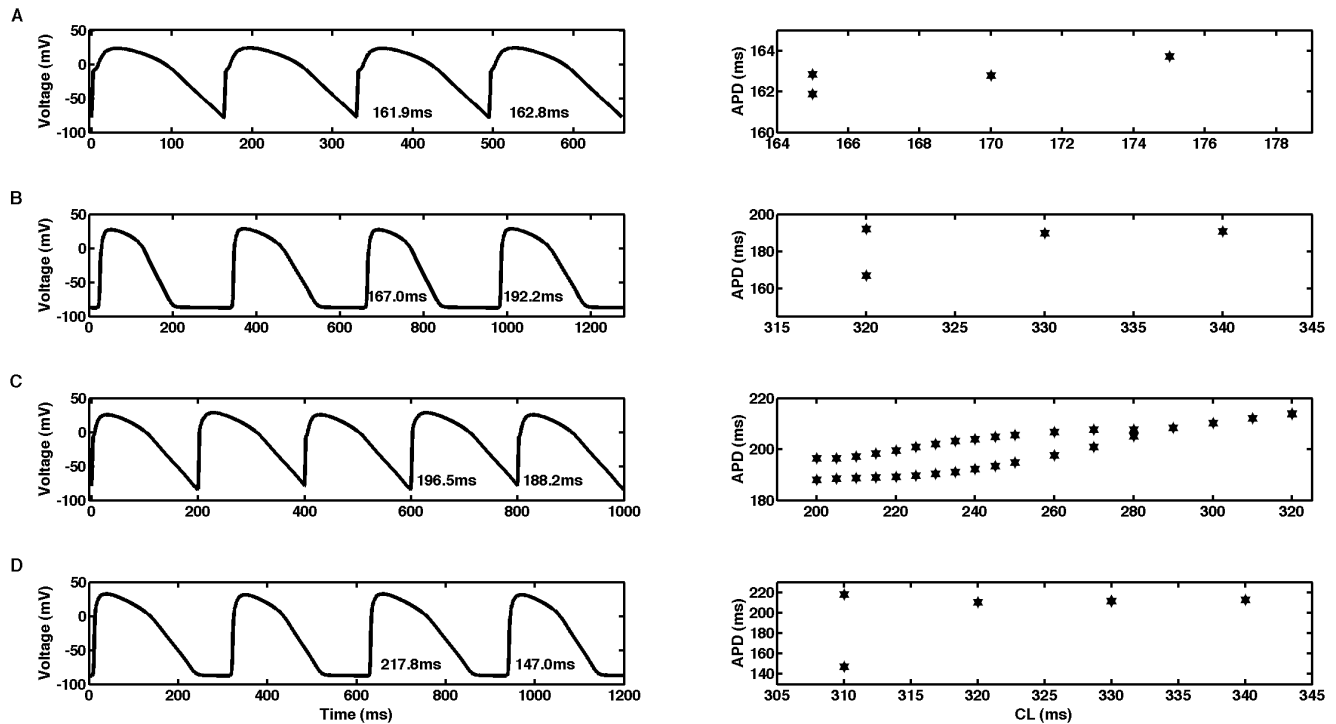 A
50
0
-50
-100
Voltage (mV)
161.9ms 162.8ms
0 100 200 300 400 500 600
164
162
160
APD (ms)
164 166 168 170 172 174 176 178
B
50
0
-50
-100
Voltage (mV)
167.0ms 192.2ms
0 200 400 600 800 1000 1200
200
180
160
APD (ms)
315 320 325 330 335 340 345
C
50
0
-50
-100
Voltage (mV)
196.5ms 188.2ms
0 200 400 600 800 1000
220
200
180
APD (ms)
200 220 240 260 280 300 320
D
50
0
-50
-100
Voltage (mV)
217.8ms 147.0ms
0 200 400 600 800 1000 1200
Time (ms)
220
200
180
160
140
APD (ms)
305 310 315 320 325 330 335 340 345
CL (ms)